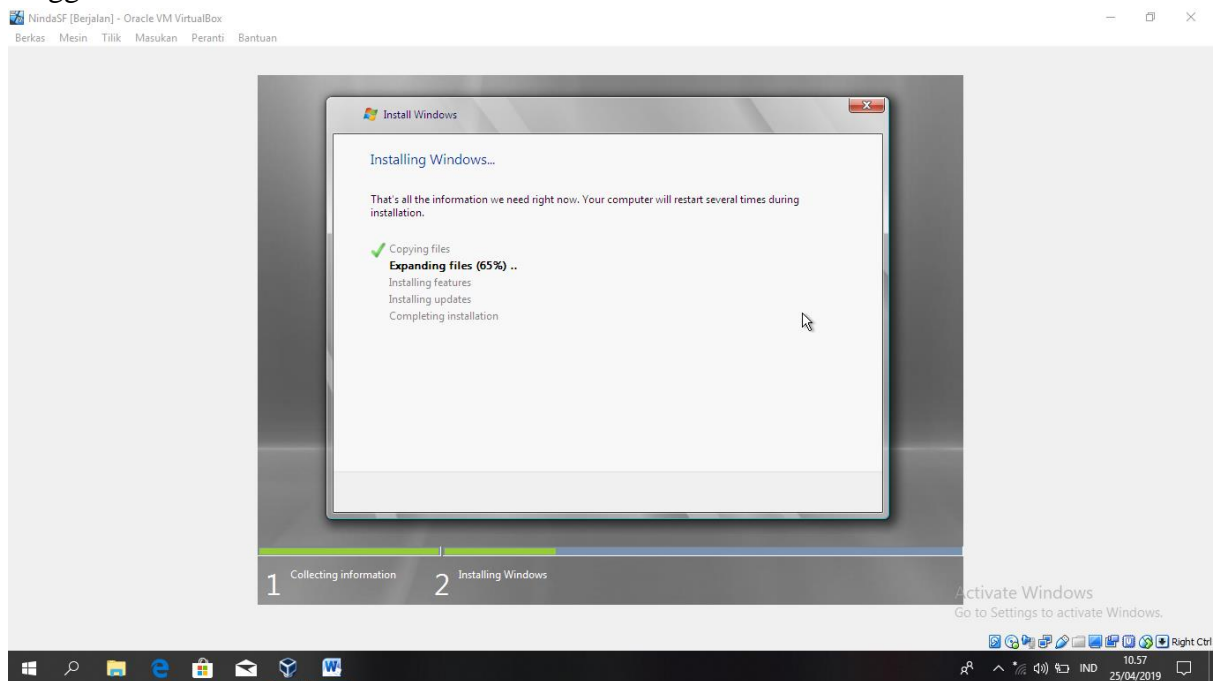 NindaSF [Berjalan] - Oracle VM VirtualBox
Berkas Mesin Tilik Masukan Peranti Bantuan
Install Windows
Installing Windows...
That's all the information we need right now. Your computer will restart several times during
installation.
Copying files
Expanding files (65%) ..
Installing features
Installing updates
Completing installation
1 Collecting information 2 Installing Windows
Activate Windows
Go to Settings to activate Windows.
Right Ctrl
IND 10.57
25/04/2019